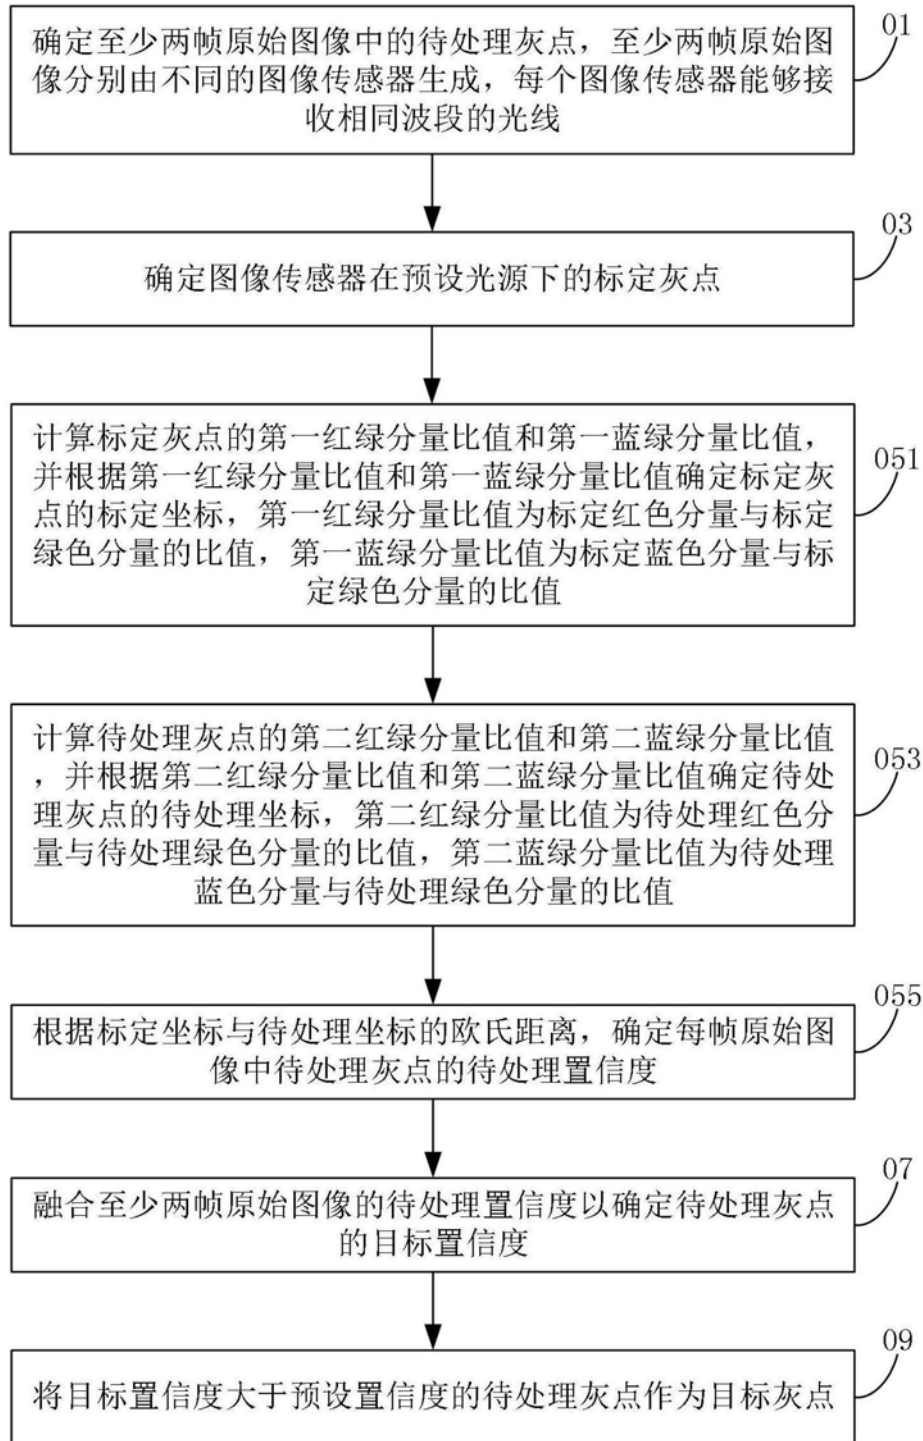 确定至少两帧原始图像中的待处理灰点，至少两帧原始图
像分别由不同的图像传感器生成，每个图像传感器能够接
收相同波段的光线
01
确定图像传感器在预设光源下的标定灰点
03
计算标定灰点的第一红绿分量比值和第一蓝绿分量比值，
并根据第一红绿分量比值和第一蓝绿分量比值确定标定灰
点的标定坐标，第一红绿分量比值为标定红色分量与标定
绿色分量的比值，第一蓝绿分量比值为标定蓝色分量与标
定绿色分量的比值
051
计算待处理灰点的第二红绿分量比值和第二蓝绿分量比值
，并根据第二红绿分量比值和第二蓝绿分量比值确定待处
理灰点的待处理坐标，第二红绿分量比值为待处理红色分
量与待处理绿色分量的比值，第二蓝绿分量比值为待处理
蓝色分量与待处理绿色分量的比值
053
根据标定坐标与待处理坐标的欧氏距离，确定每帧原始图
像中待处理灰点的待处理置信度
055
融合至少两帧原始图像的待处理置信度以确定待处理灰点
的目标置信度
07
将目标置信度大于预设置信度的待处理灰点作为目标灰点
09